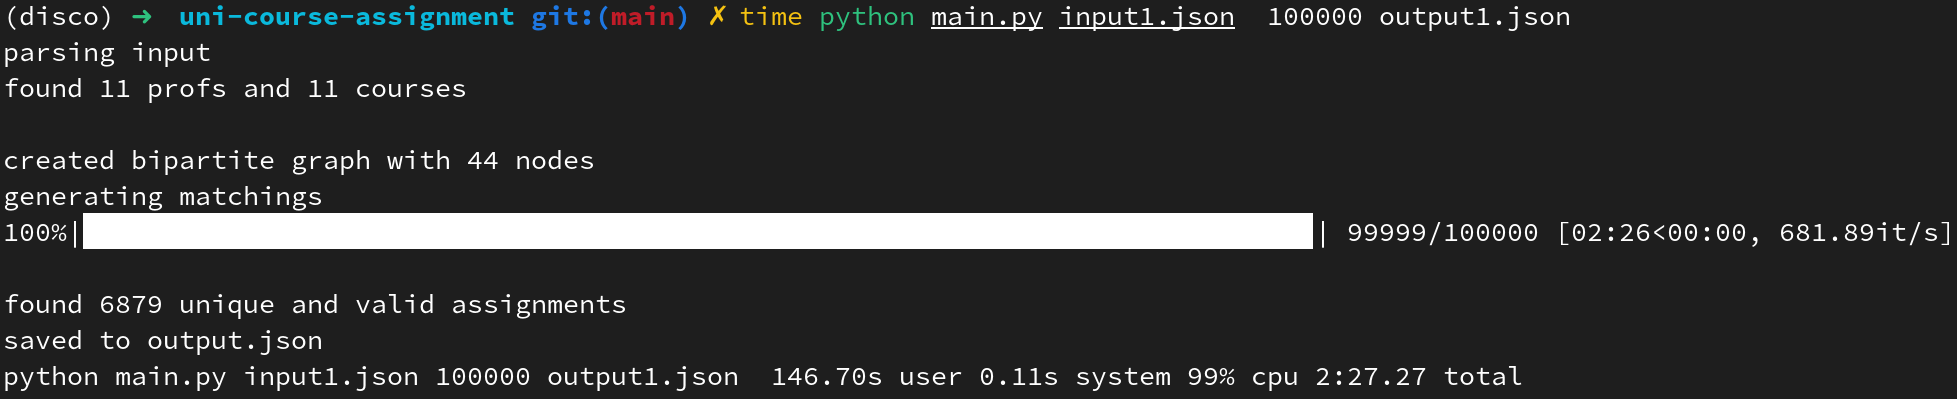 (disco) ➜ uni-course-assignment git:(main) ✗ time python main.py input1.json 100000 output1.json
parsing input
found 11 profs and 11 courses
created bipartite graph with 44 nodes
generating matchings
100%| | 99999/100000 [02:26<00:00, 681.89it/s]
found 6879 unique and valid assignments
saved to output.json
python main.py input1.json 100000 output1.json 146.70s user 0.11s system 99% cpu 2:27.27 total